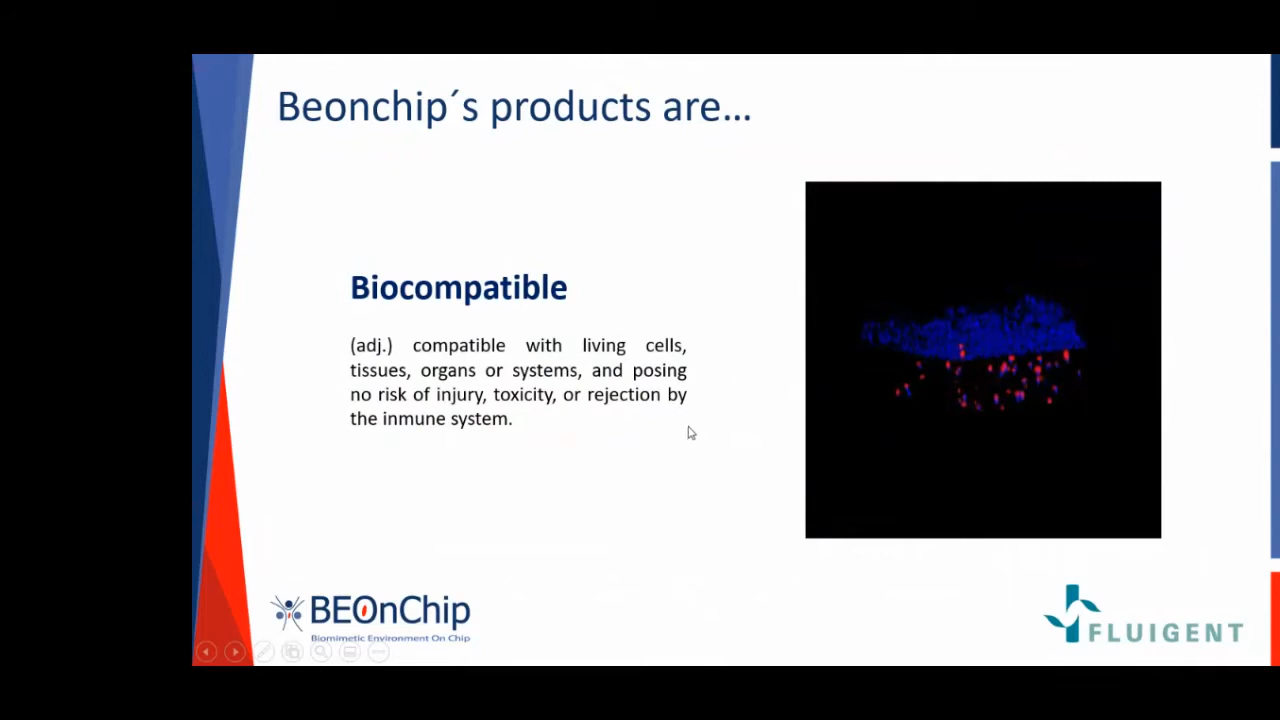 Beonchip´s products are...
Biocompatible
(adj.) compatible with living cells,
tissues, organs or systems, and posing
no risk of injury, toxicity, or rejection by
the inmune system.
BEOnChip
Biomimetic Environment On Chip
FLUIGENT